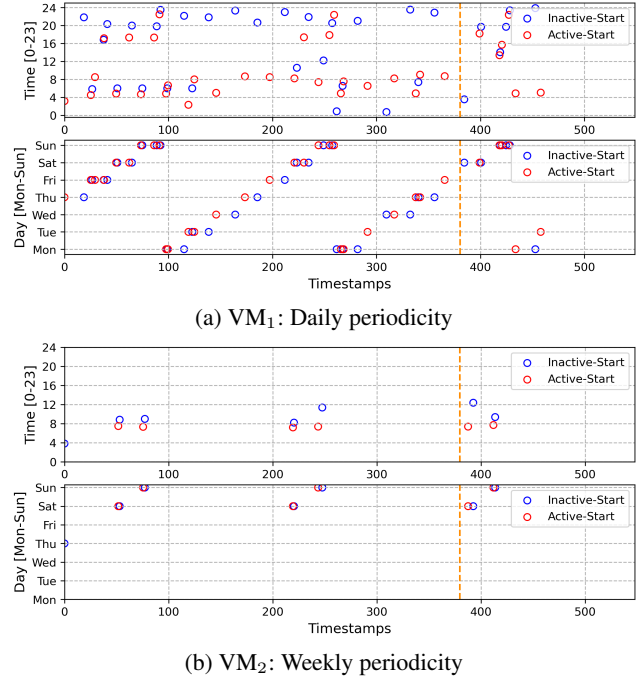 Time [0-23]
24
20
16
12
8
4
0
Inactive-Start
Active-Start
Day [Mon-Sun]
Sun
Sat
Fri
Thu
Wed
Tue
Mon
Inactive-Start
Active-Start
0 100 200 300 400 500
Timestamps
(a) VM1: Daily periodicity
Time [0-23]
24
20
16
12
8
4
0
Inactive-Start
Active-Start
Day [Mon-Sun]
Sun
Sat
Fri
Thu
Wed
Tue
Mon
Inactive-Start
Active-Start
0 100 200 300 400 500
Timestamps
(b) VM2: Weekly periodicity